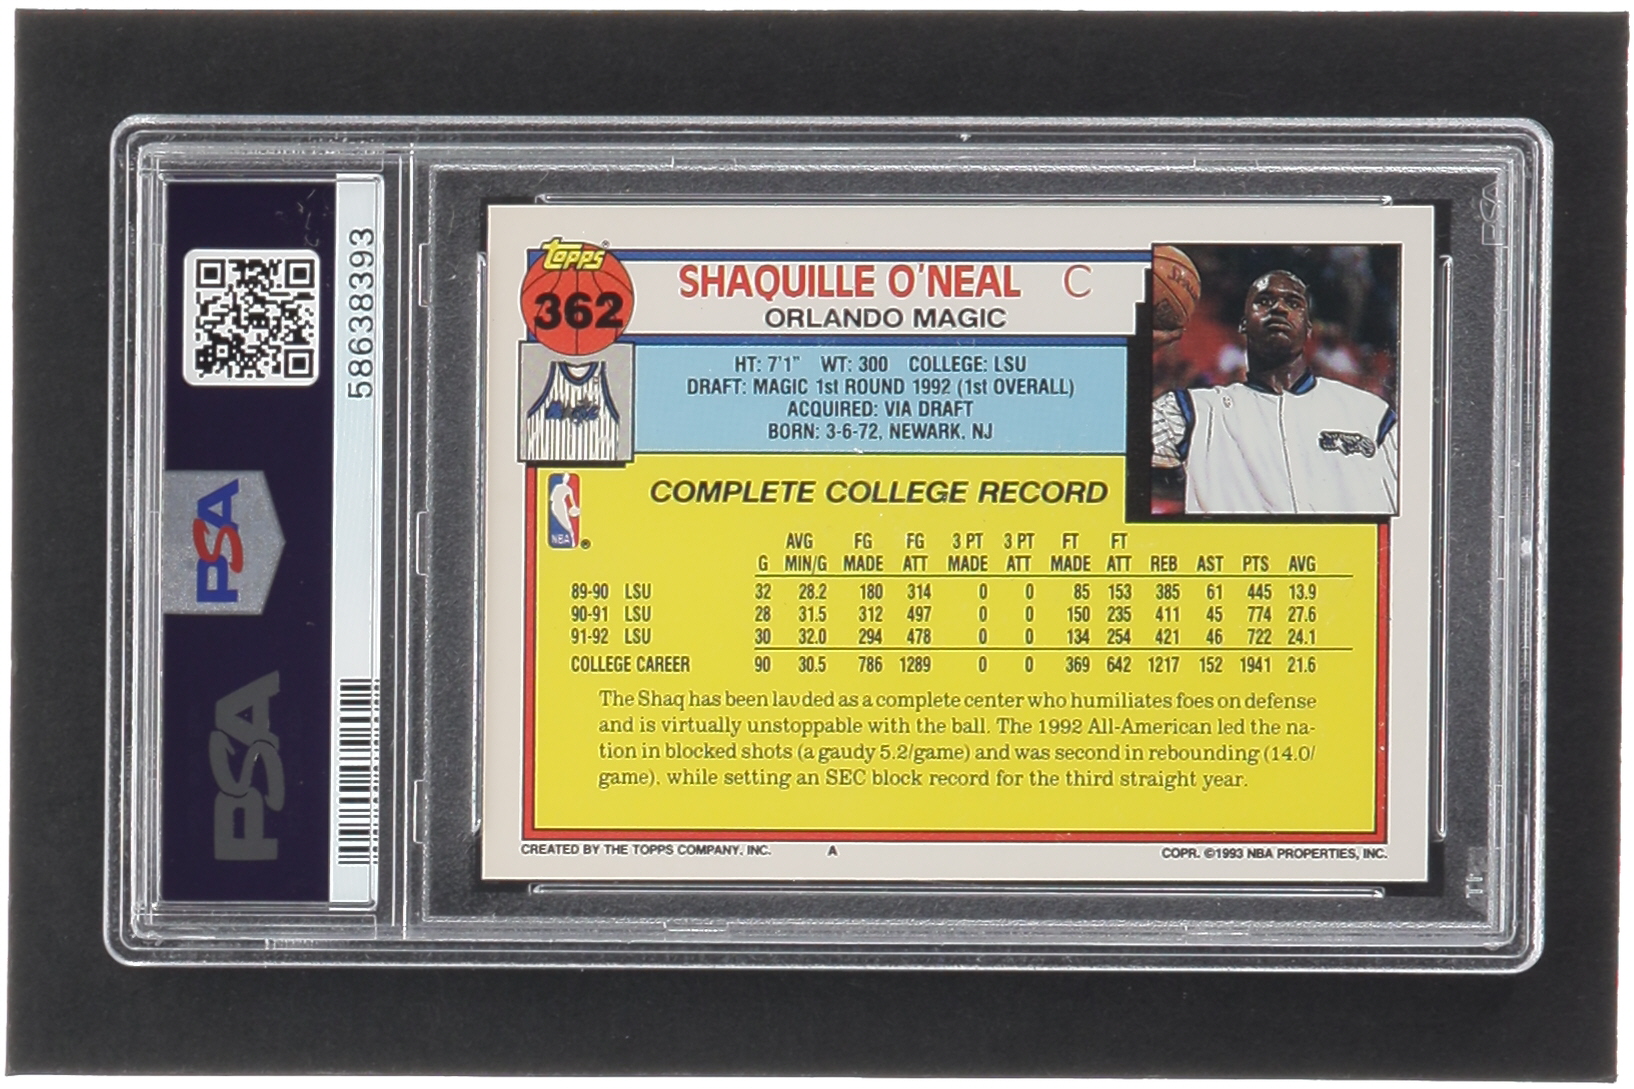 58638393
PSA
PSA
topps
362
SHAQUILLE O'NEAL C
ORLANDO MAGIC
HT: 7'1" WT: 300 COLLEGE: LSU
DRAFT: MAGIC 1st ROUND 1992 (1st OVERALL)
ACQUIRED: VIA DRAFT
BORN: 3-6-72, NEWARK, NJ
Magic
NBA ®
COMPLETE COLLEGE RECORD
AVG FG FG 3 PT 3 PT FT FT
G MIN/G MADE ATT MADE ATT MADE ATT REB AST PTS AVG
89-90 LSU 32 28.2 180 314 0 0 85 153 385 61 445 13.9
90-91 LSU 28 31.5 312 497 0 0 150 235 411 45 774 27.6
91-92 LSU 30 32.0 294 478 0 0 134 254 421 46 722 24.1
COLLEGE CAREER 90 30.5 786 1289 0 0 369 642 1217 152 1941 21.6
The Shaq has been lauded as a complete center who humiliates foes on defense
and is virtually unstoppable with the ball. The 1992 All-American led the na-
tion in blocked shots (a gaudy 5.2/game) and was second in rebounding (14.0/
game), while setting an SEC block record for the third straight year.
CREATED BY THE TOPPS COMPANY, INC. A COPR. ©1993 NBA PROPERTIES, INC.
PSA